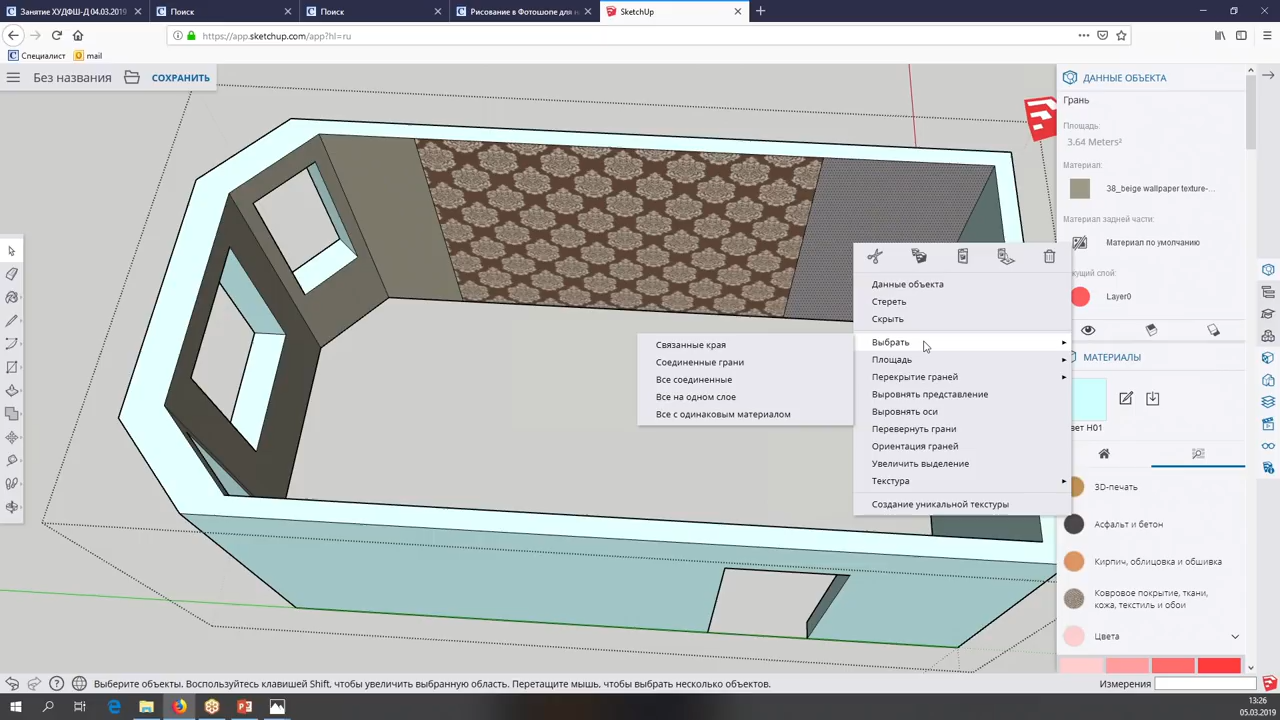 Занятие ХУДФШ-Д 04.03.2019
Поиск
Поиск
Рисование в Фотошопе для н
SketchUp
https://app.sketchup.com/app?hl=ru
Специалист
mail
Без названия
СОХРАНИТЬ
ДАННЫЕ ОБЪЕКТА
Грань
Площадь:
3.64 Meters²
Материал:
38_beige wallpaper texture-...
Материал задней части:
Материал по умолчанию
кущий слой:
Layer0
МАТЕРИАЛЫ
вет H01
3D-печать
Асфальт и бетон
Кирпич, облицовка и обшивка
Ковровое покрытие, ткани,
кожа, текстиль и обои
Цвета
Данные объекта
Стереть
Скрыть
Выбрать
Площадь
Перекрытие граней
Выровнять представление
Выровнять оси
Перевернуть грани
Ориентация граней
Увеличить выделение
Текстура
Создание уникальной текстуры
Связанные края
Соединенные грани
Все соединенные
Все на одном слое
Все с одинаковым материалом
Выберите объекты. Воспользуйтесь клавишей Shift, чтобы увеличить выбранную область. Перетащите мышь, чтобы выбрать несколько объектов.
Измерения
13:26
05.03.2019